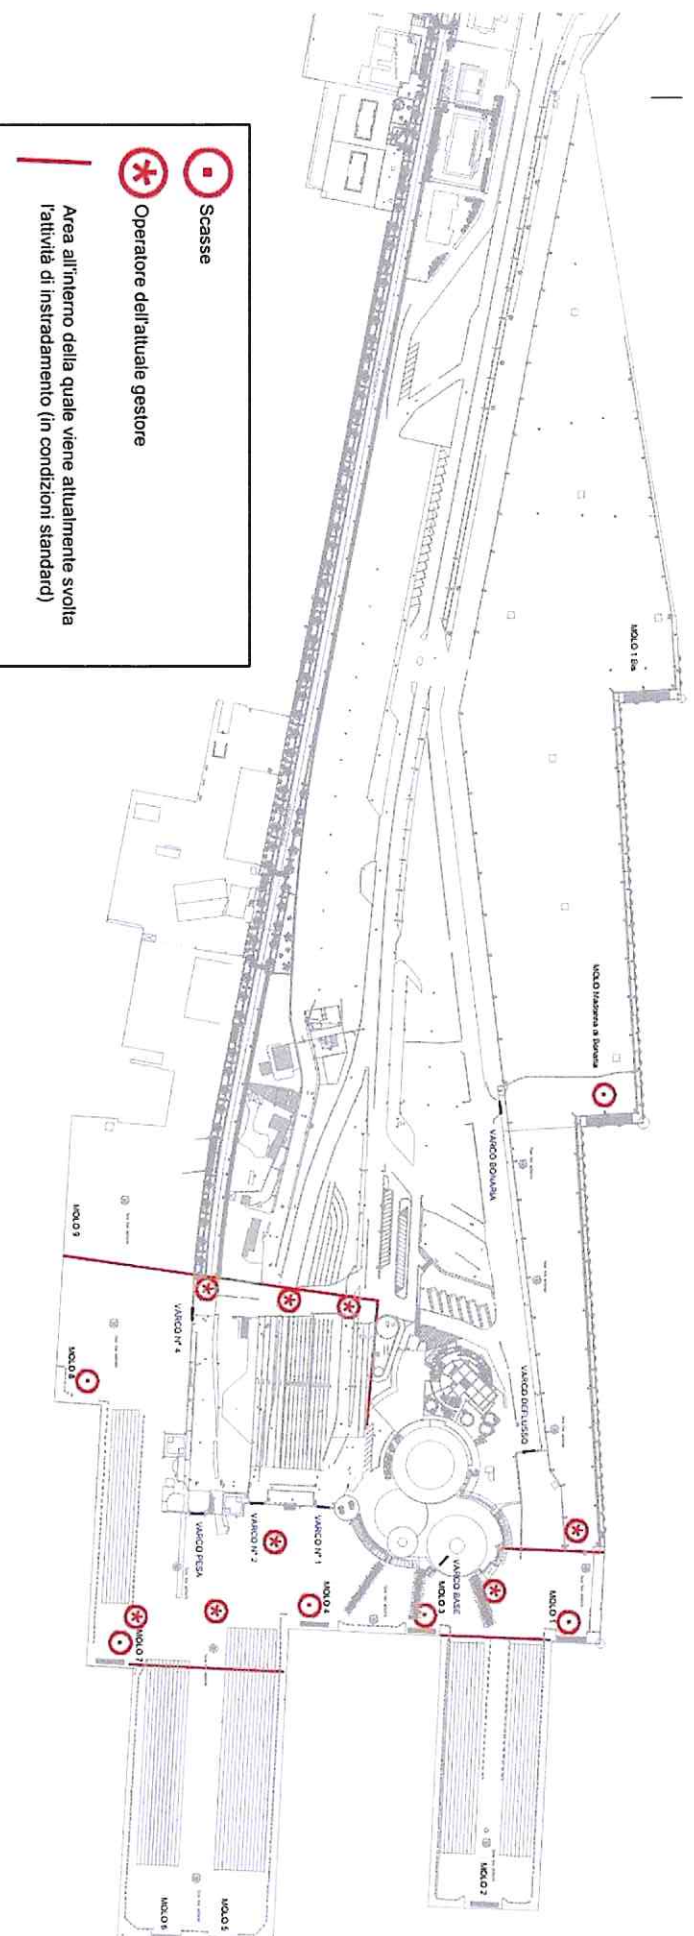 Scasse
Operatore dell'attuale gestore
Area all'interno della quale viene attualmente svolta
l'attività di instradamento (in condizioni standard)
MOLO 1 Bis
MOLO Madonna di Bonaria
VARCO BONARIA
MOLO 9
VARCO N° 4
MOLO 8
VARCO DEFLUSSO
VARCO PESA
VARCO N° 2
VARCO N° 1
VARCO BASE
MOLO 4
MOLO 3
MOLO 1
MOLO 7
MOLO 2
MOLO 6
MOLO 5